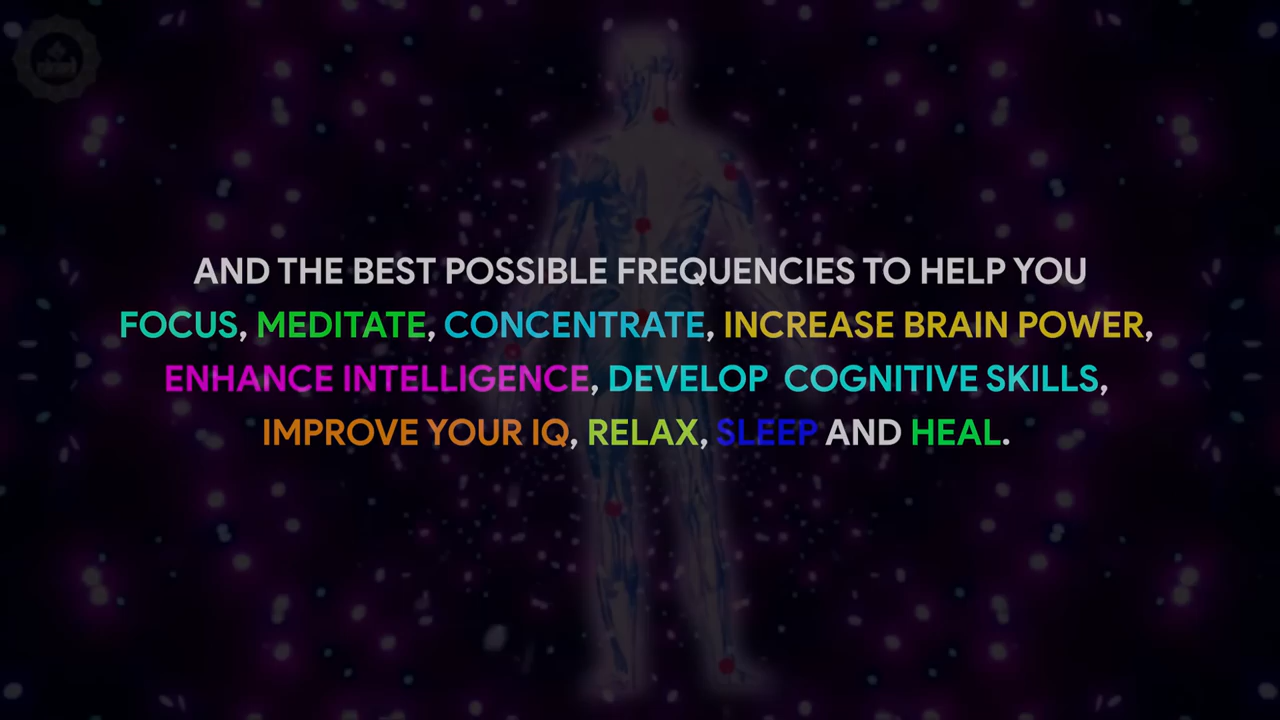 AND THE BEST POSSIBLE FREQUENCIES TO HELP YOU
FOCUS, MEDITATE, CONCENTRATE, INCREASE BRAIN POWER,
ENHANCE INTELLIGENCE, DEVELOP COGNITIVE SKILLS,
IMPROVE YOUR IQ, RELAX, SLEEP AND HEAL.